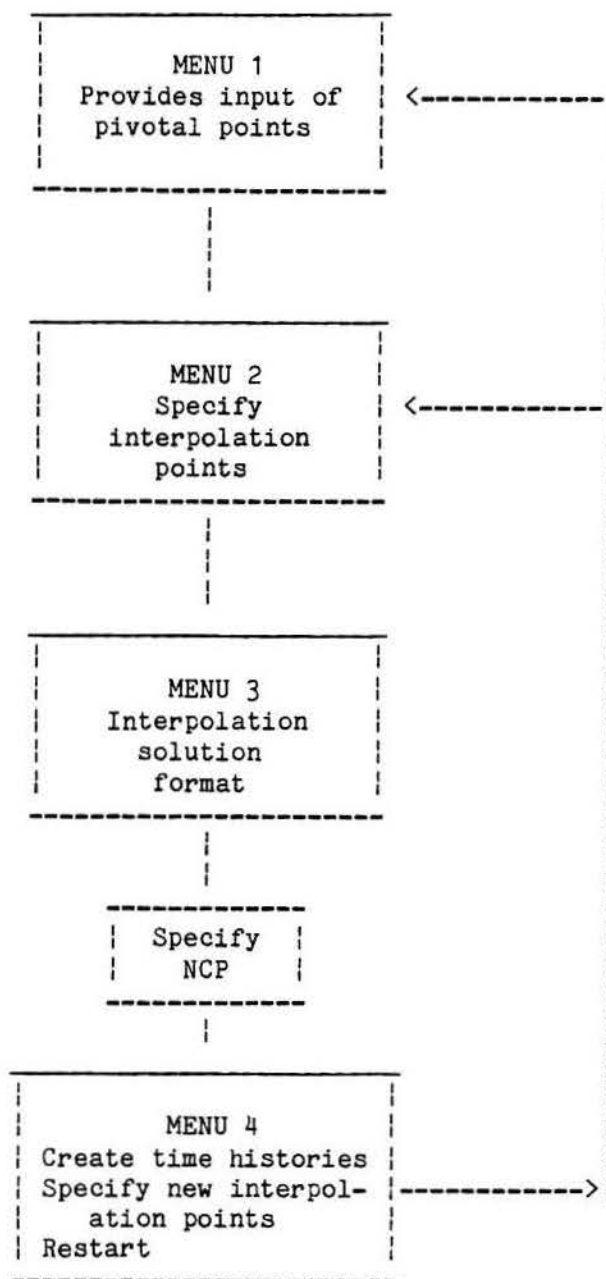 MENU 1
Provides input of
pivotal points
MENU 2
Specify
interpolation
points
MENU 3
Interpolation
solution
format
Specify
NCP
MENU 4
Create time histories
Specify new interpol-
ation points
Restart